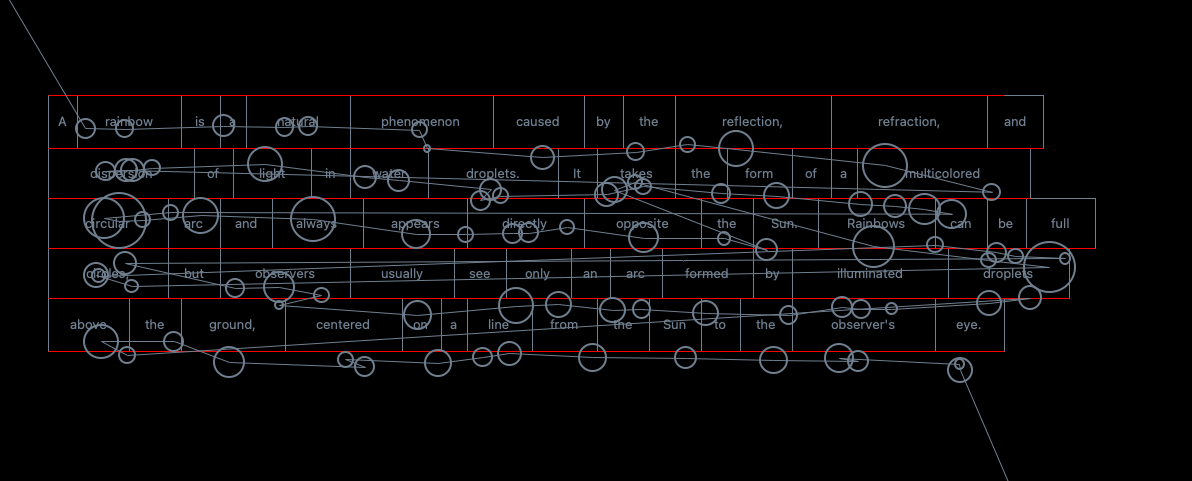 A rainbow is a natural phenomenon caused by the reflection, refraction, and
dispersion of light in water droplets. It takes the form of a multicolored
circular arc and always appears directly opposite the Sun. Rainbows can be full
circles, but observers usually see only an arc formed by illuminated droplets
above the ground, centered on a line from the Sun to the observer's eye.